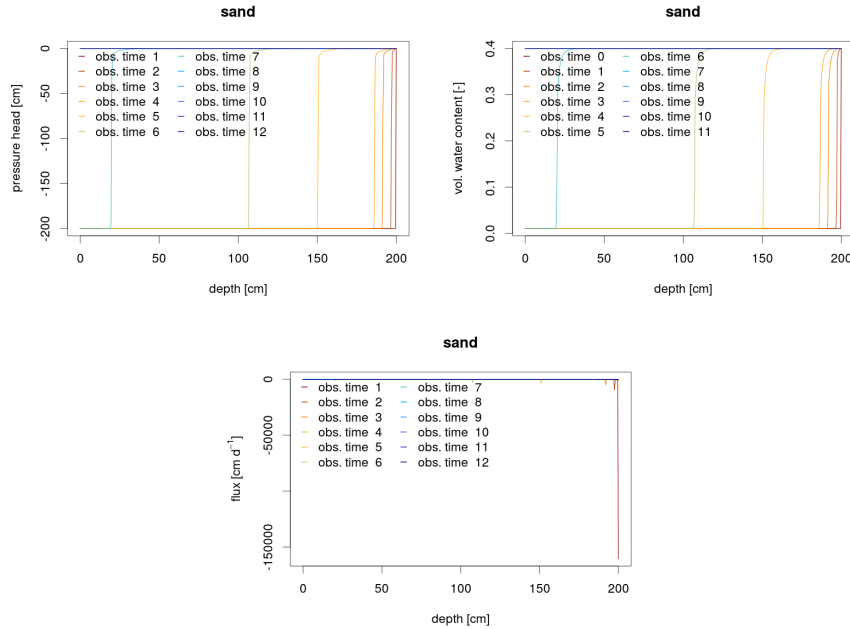 sand
pressure head [cm]
0
-50
-100
-150
-200
obs. time 1
obs. time 2
obs. time 3
obs. time 4
obs. time 5
obs. time 6
obs. time 7
obs. time 8
obs. time 9
obs. time 10
obs. time 11
obs. time 12
0 50 100 150 200
depth [cm]
sand
vol. water content [-]
0.4
0.3
0.2
0.1
0.0
obs. time 0
obs. time 1
obs. time 2
obs. time 3
obs. time 4
obs. time 5
obs. time 6
obs. time 7
obs. time 8
obs. time 9
obs. time 10
obs. time 11
0 50 100 150 200
depth [cm]
sand
flux [cm d⁻¹]
0
-50000
-150000
obs. time 1
obs. time 2
obs. time 3
obs. time 4
obs. time 5
obs. time 6
obs. time 7
obs. time 8
obs. time 9
obs. time 10
obs. time 11
obs. time 12
0 50 100 150 200
depth [cm]